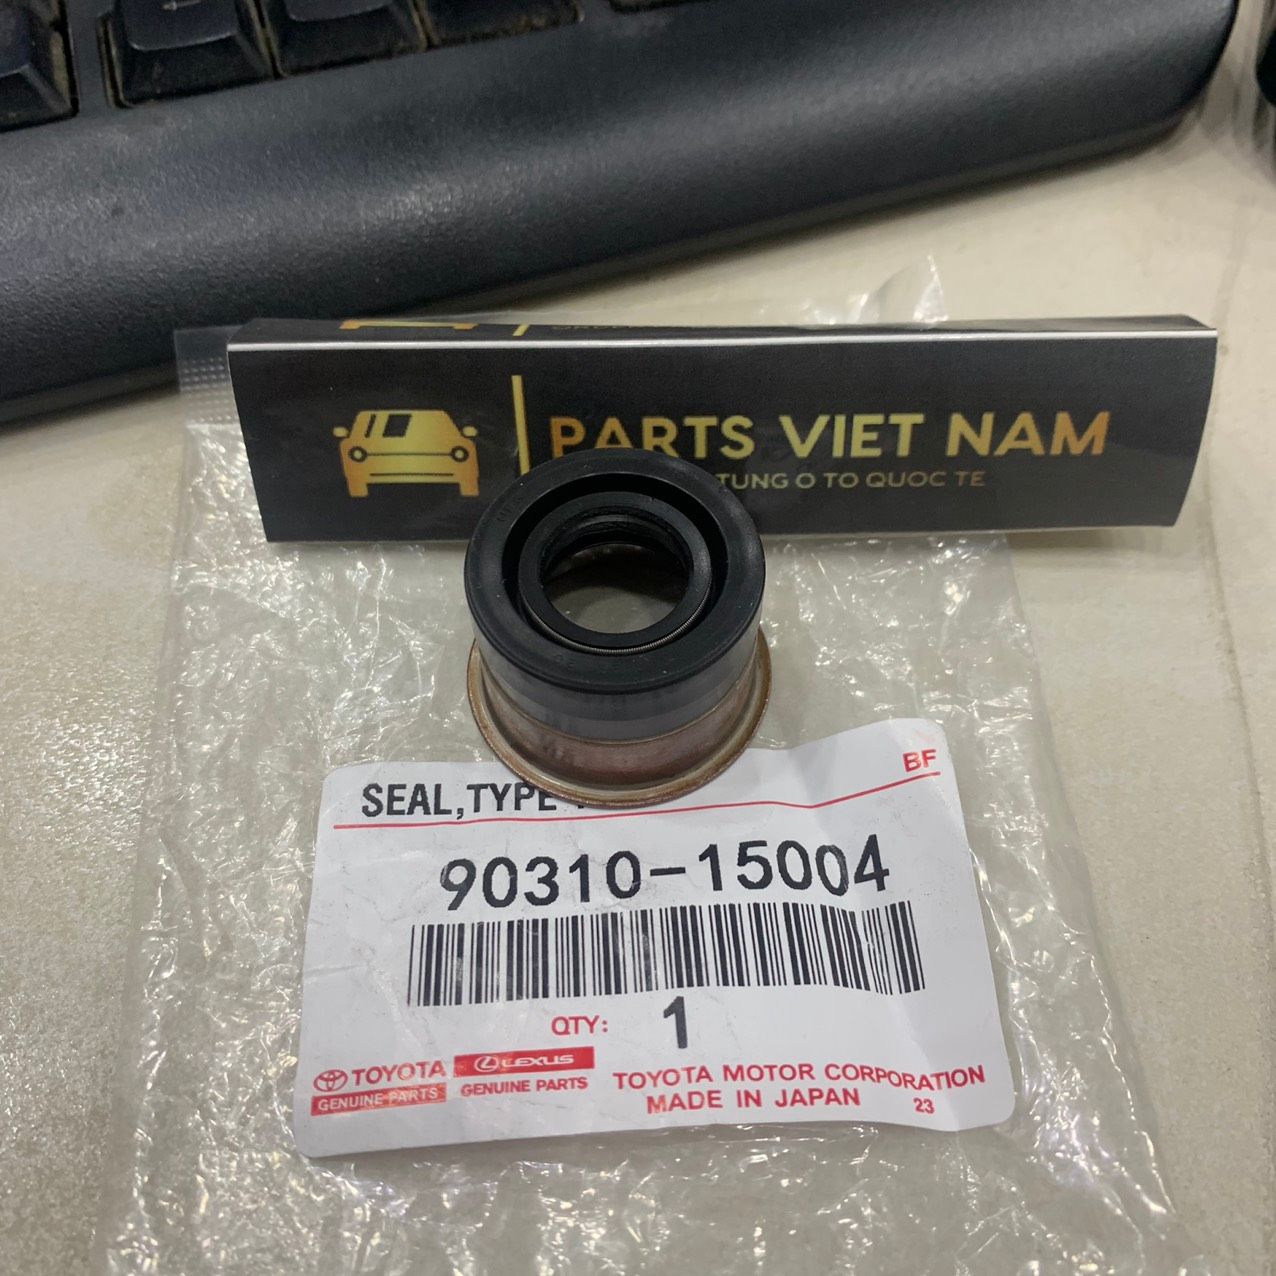 PARTS VIET NAM
TUNG O TO QUOC TE
BF
SEAL,TYPE
90310-15004
QTY: 1
TOYOTA
GENUINE PARTS
LEXUS
GENUINE PARTS
TOYOTA MOTOR CORPORATION
MADE IN JAPAN 23